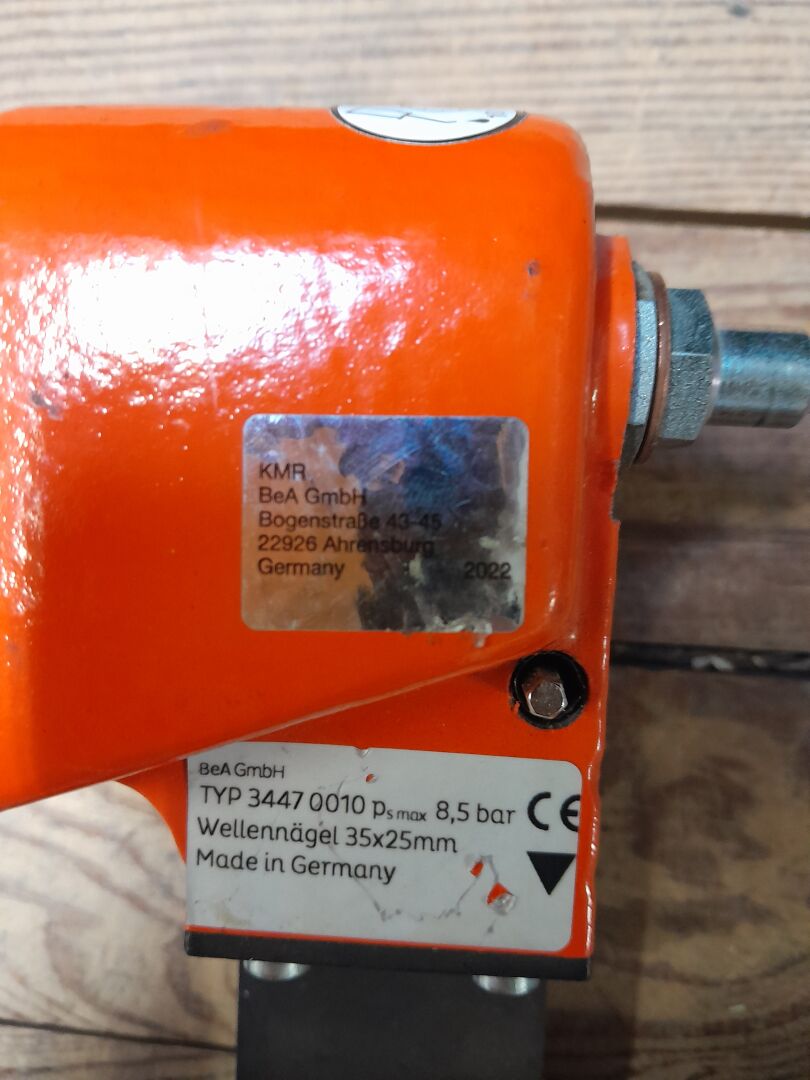 KMR
BeA GmbH
Bogenstraße 43-45
22926 Ahrensburg
Germany 2022
BeA GmbH
TYP 3447 0010 ps max 8,5 bar CE
Wellennägel 35x25mm
Made in Germany